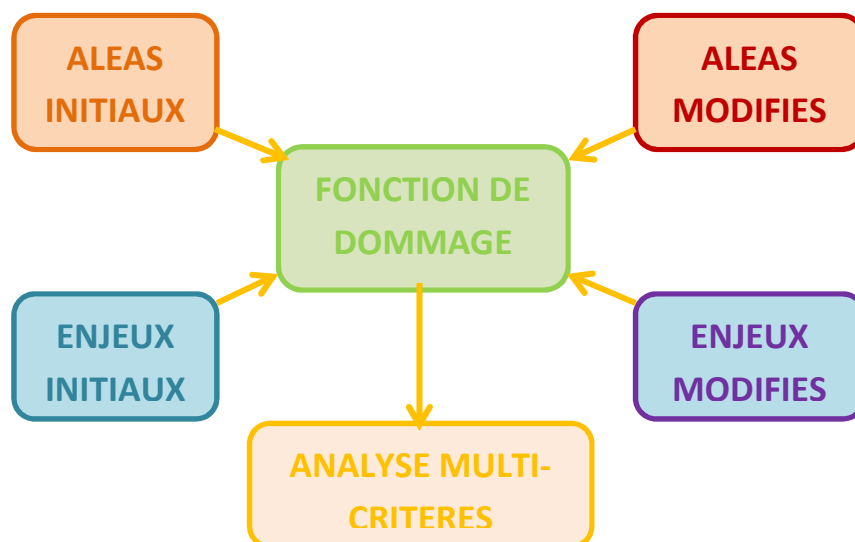 ALEAS
INITIAUX
ALEAS
MODIFIES
FONCTION DE
DOMMAGE
ENJEUX
INITIAUX
ENJEUX
MODIFIES
ANALYSE MULTI-
CRITERES